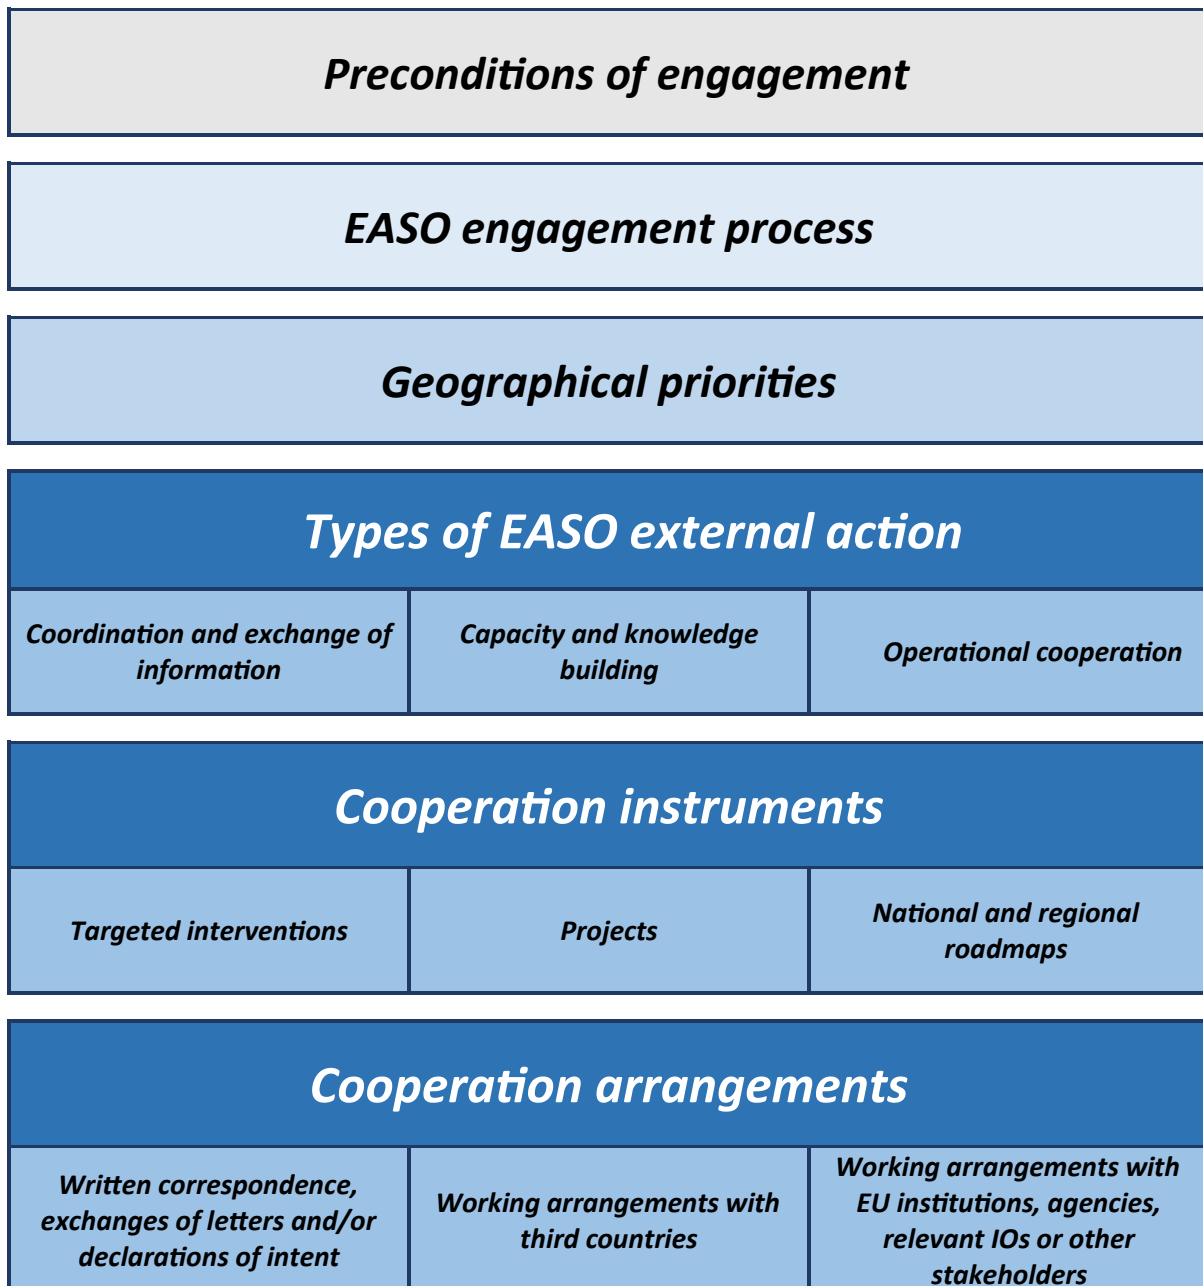 Preconditions of engagement
EASO engagement process
Geographical priorities
Types of EASO external action
Coordination and exchange of
information
Capacity and knowledge
building
Operational cooperation
Cooperation instruments
Targeted interventions
Projects
National and regional
roadmaps
Cooperation arrangements
Written correspondence,
exchanges of letters and/or
declarations of intent
Working arrangements with
third countries
Working arrangements with
EU institutions, agencies,
relevant IOs or other
stakeholders